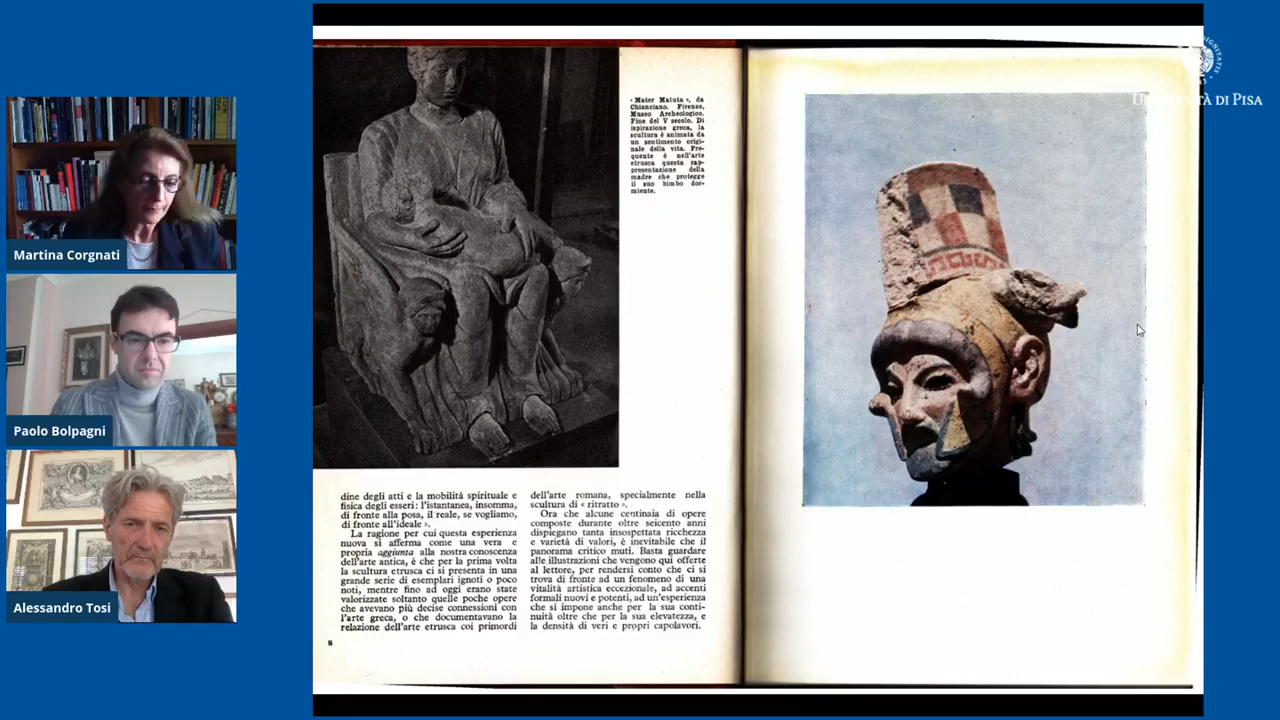 Martina Corgnati
Paolo Bolpagni
Alessandro Tosi
« Mater Matuta », da
Chianciano. Firenze,
Museo Archeologico.
Fine del V secolo. Di
ispirazione greca, la
scultura è animata da
un sentimento origi-
nale della vita. Fre-
quente è nell'arte
etrusca questa rap-
presentazione della
madre che protegge
il suo bimbo dor-
miente.
dine degli atti e la mobilità spirituale e
fisica degli esseri: l'istantanea, insomma,
di fronte alla posa, il reale, se vogliamo,
di fronte all'ideale ».
La ragione per cui questa esperienza
nuova si afferma come una vera e
propria aggiunta alla nostra conoscenza
dell'arte antica, è che per la prima volta
la scultura etrusca ci si presenta in una
grande serie di esemplari ignoti o poco
noti, mentre fino ad oggi erano state
valorizzate soltanto quelle poche opere
che avevano più decise connessioni con
l'arte greca, o che documentavano la
relazione dell'arte etrusca coi primordi
8
dell'arte romana, specialmente nella
scultura di « ritratto ».
Ora che alcune centinaia di opere
composte durante oltre seicento anni
dispiegano tanta insospettata ricchezza
e varietà di valori, è inevitabile che il
panorama critico muti. Basta guardare
alle illustrazioni che vengono qui offerte
al lettore, per rendersi conto che ci si
trova di fronte ad un fenomeno di una
vitalità artistica eccezionale, ad accenti
formali nuovi e potenti, ad un'esperienza
che si impone anche per la sua conti-
nuità oltre che per la sua elevatezza, e
la densità di veri e propri capolavori.
UNIVERSITÀ DI PISA